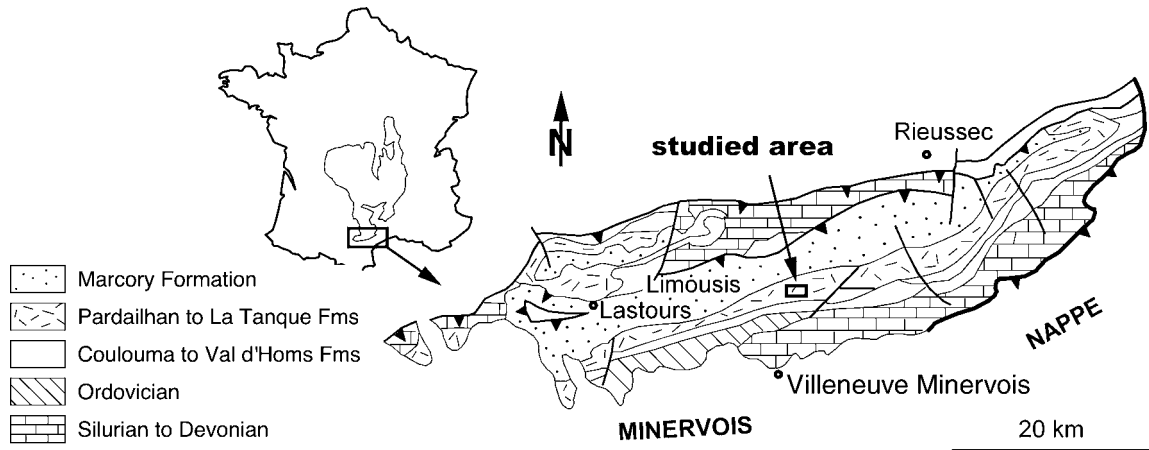 N
studied area
Rieussec
Limousis
Lastours
Marcory Formation
Pardailhan to La Tanque Fms
Coulouma to Val d'Homs Fms
Ordovician
Silurian to Devonian
NAPPE
Villeneuve Minervois
MINERVOIS
20 km